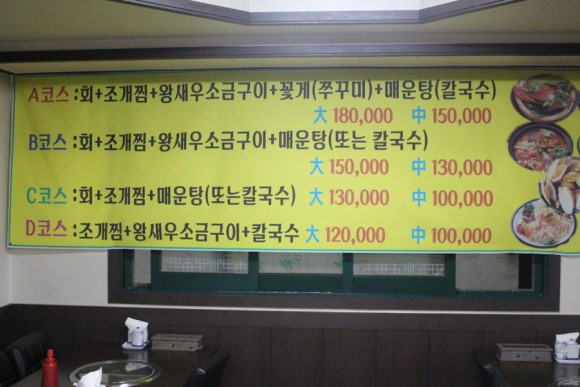 A코스 :회+조개찜+왕새우소금구이+꽃게(쭈꾸미)+매운탕(칼국수)
大 180,000 中 150,000
B코스 :회+조개찜+왕새우소금구이+매운탕(또는 칼국수)
大 150,000 中 130,000
C코스 :회+조개찜+매운탕(또는칼국수) 大 130,000 中 100,000
D코스 :조개찜+왕새우소금구이+칼국수 大 120,000 中 100,000